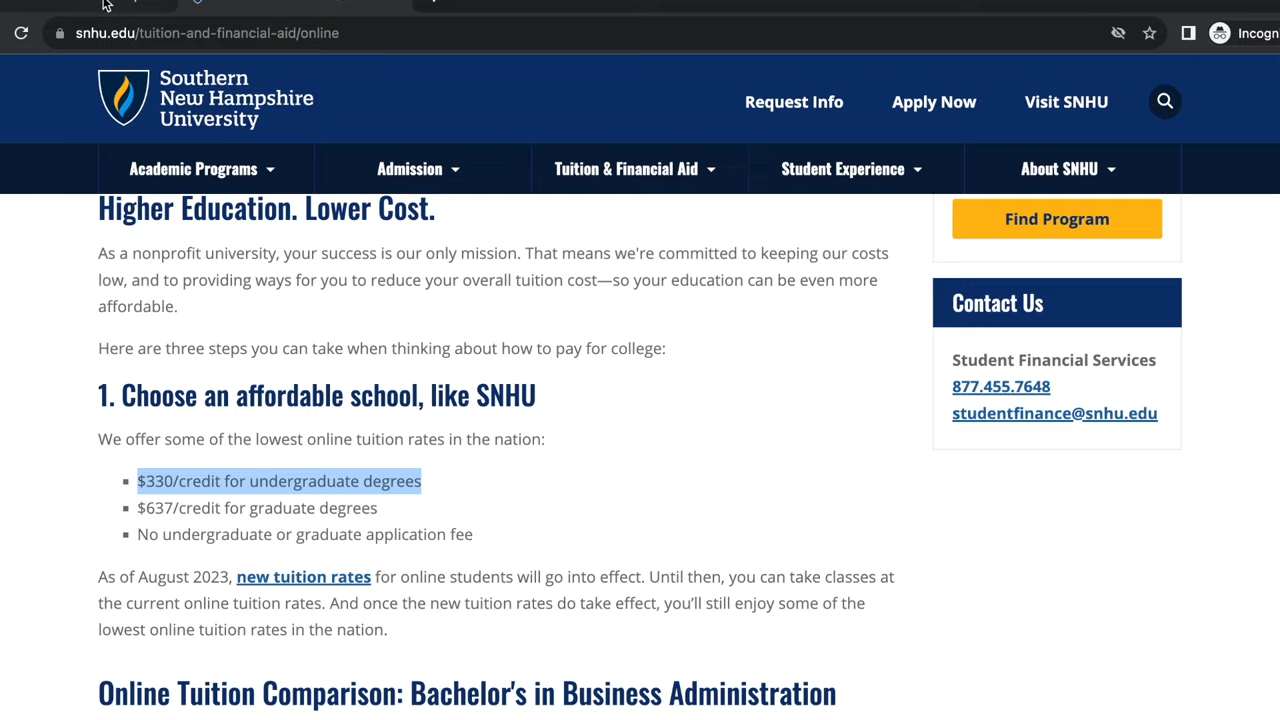 snhu.edu/tuition-and-financial-aid/online
Incogn
Southern
New Hampshire
University
Request Info
Apply Now
Visit SNHU
Academic Programs
Admission
Tuition & Financial Aid
Student Experience
About SNHU
Higher Education. Lower Cost.
As a nonprofit university, your success is our only mission. That means we're committed to keeping our costs
low, and to providing ways for you to reduce your overall tuition cost—so your education can be even more
affordable.
Here are three steps you can take when thinking about how to pay for college:
1. Choose an affordable school, like SNHU
We offer some of the lowest online tuition rates in the nation:
$330/credit for undergraduate degrees
$637/credit for graduate degrees
No undergraduate or graduate application fee
As of August 2023, new tuition rates for online students will go into effect. Until then, you can take classes at
the current online tuition rates. And once the new tuition rates do take effect, you’ll still enjoy some of the
lowest online tuition rates in the nation.
Online Tuition Comparison: Bachelor's in Business Administration
Find Program
Contact Us
Student Financial Services
877.455.7648
studentfinance@snhu.edu